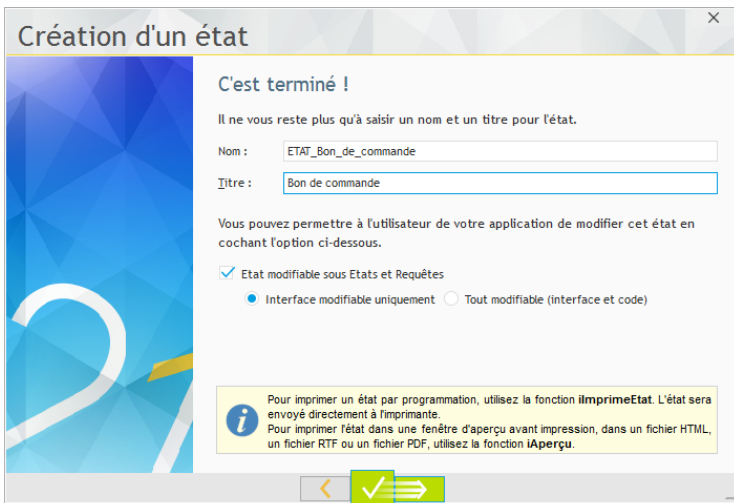 Création d'un état
C'est terminé !
Il ne vous reste plus qu'à saisir un nom et un titre pour l'état.
Nom : ETAT_Bon_de_commande
Titre : Bon de commande
Vous pouvez permettre à l'utilisateur de votre application de modifier cet état en
cochant l'option ci-dessous.
Etat modifiable sous Etats et Requêtes
Interface modifiable uniquement Tout modifiable (interface et code)
Pour imprimer un état par programmation, utilisez la fonction iImprimeEtat. L'état sera
envoyé directement à l'imprimante.
Pour imprimer l'état dans une fenêtre d'aperçu avant impression, dans un fichier HTML,
un fichier RTF ou un fichier PDF, utilisez la fonction iAperçu.